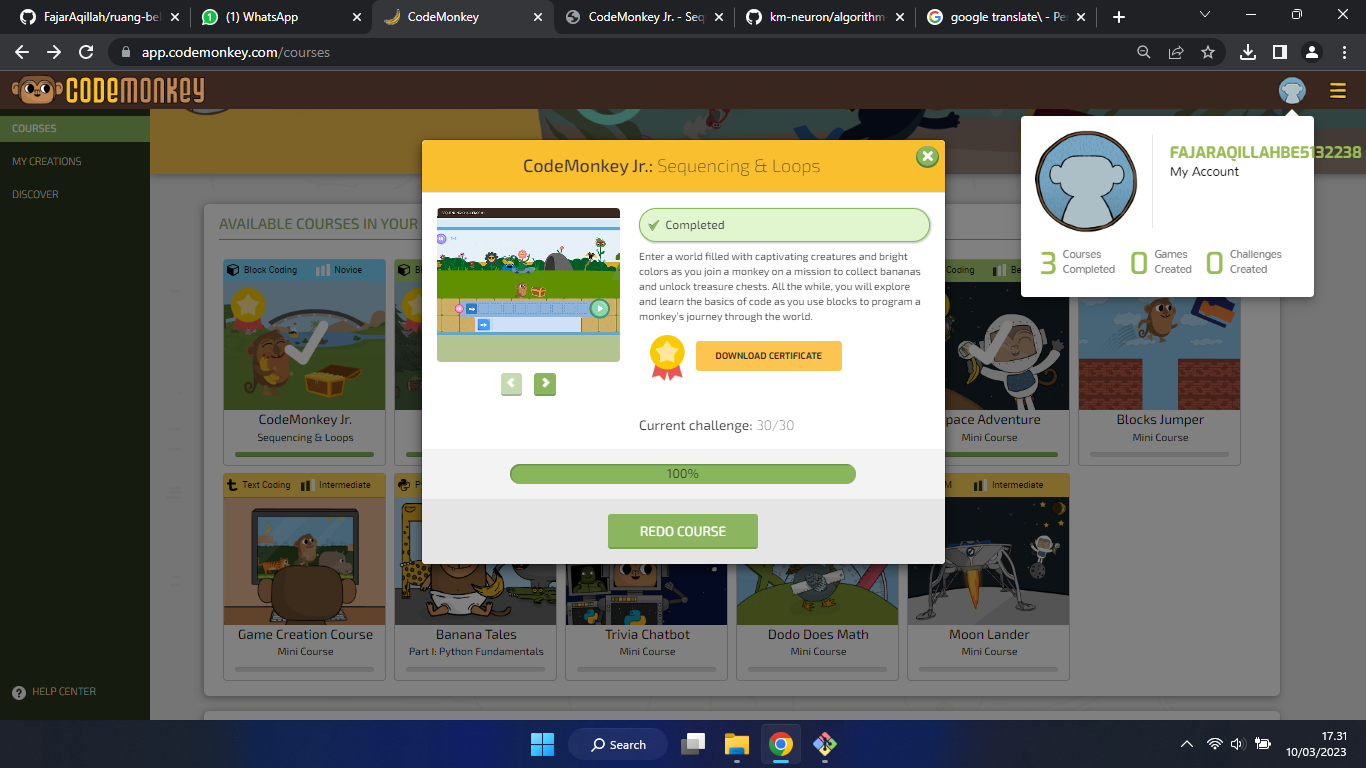 FajarAqillah/ruang-bel
(1) WhatsApp
CodeMonkey
CodeMonkey Jr. - Seq
km-neuron/algorithm
google translate\ - Pe
app.codemonkey.com/courses
CODEMONKEY
COURSES
MY CREATIONS
DISCOVER
HELP CENTER
FAJARAQILLAHBE5132238
My Account
3 Courses Completed
0 Games Created
0 Challenges Created
AVAILABLE COURSES IN YOUR
CodeMonkey Jr.: Sequencing & Loops
Completed
Enter a world filled with captivating creatures and bright
colors as you join a monkey on a mission to collect bananas
and unlock treasure chests. All the while, you will explore
and learn the basics of code as you use blocks to program a
monkey's journey through the world.
DOWNLOAD CERTIFICATE
Current challenge: 30/30
100%
REDO COURSE
Block Coding Novice
CodeMonkey Jr.
Sequencing & Loops
Coding
pace Adventure
Mini Course
Blocks Jumper
Mini Course
Text Coding Intermediate
Game Creation Course
Mini Course
Banana Tales
Part I: Python Fundamentals
Trivia Chatbot
Mini Course
Dodo Does Math
Mini Course
Intermediate
Moon Lander
Mini Course
Search
17.31
10/03/2023